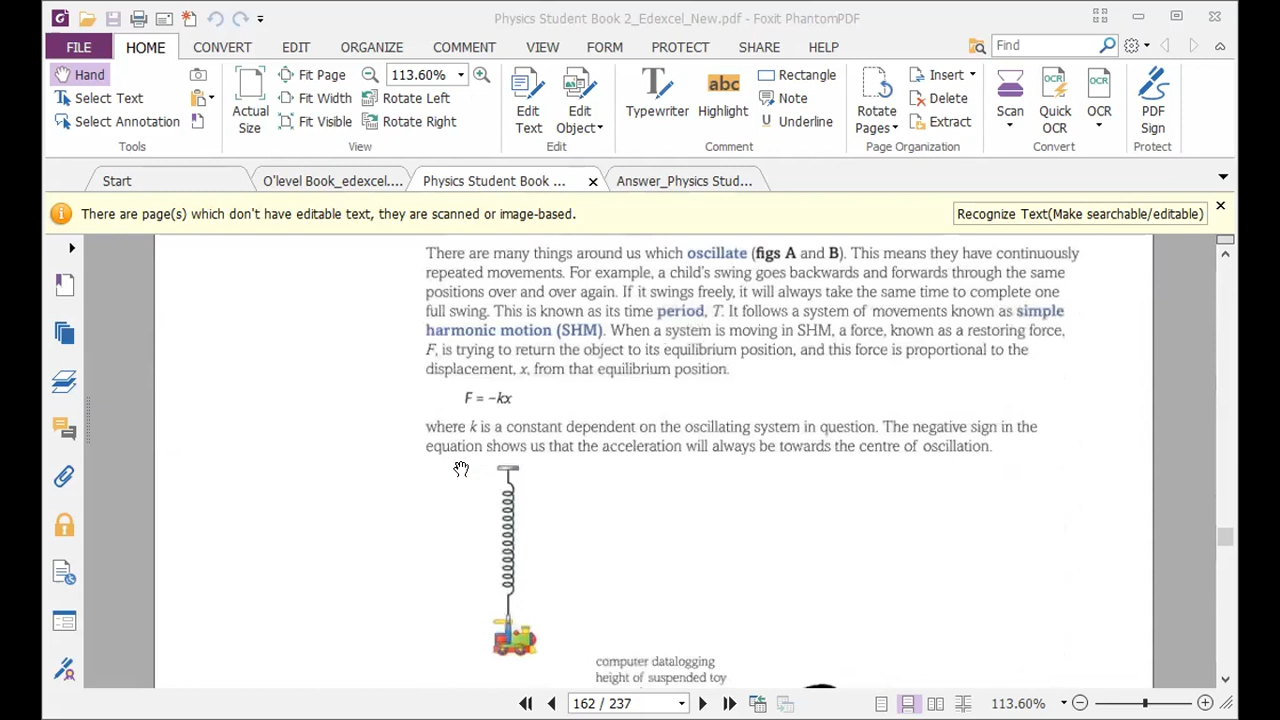 Physics Student Book 2_Edexcel_New.pdf - Foxit PhantomPDF
FILE HOME CONVERT EDIT ORGANIZE COMMENT VIEW FORM PROTECT SHARE HELP Find
Hand
Select Text
Select Annotation
Tools
Actual
Size
Fit Page
Fit Width
Fit Visible
113.60%
Rotate Left
Rotate Right
View
Edit
Text
Edit
Object
Edit
Typewriter
abc
Highlight
Rectangle
Note
Underline
Comment
Rotate
Pages
Insert
Delete
Extract
Page Organization
Scan
OCR
Quick
OCR
OCR
OCR
Convert
PDF
Sign
Protect
Start O'level Book_edexcel.... Physics Student Book ... Answer_Physics Stud...
There are page(s) which don't have editable text, they are scanned or image-based. Recognize Text(Make searchable/editable)
There are many things around us which oscillate (figs A and B). This means they have continuously
repeated movements. For example, a child's swing goes backwards and forwards through the same
positions over and over again. If it swings freely, it will always take the same time to complete one
full swing. This is known as its time period, T. It follows a system of movements known as simple
harmonic motion (SHM). When a system is moving in SHM, a force, known as a restoring force,
F, is trying to return the object to its equilibrium position, and this force is proportional to the
displacement, x, from that equilibrium position.
F = −kx
where k is a constant dependent on the oscillating system in question. The negative sign in the
equation shows us that the acceleration will always be towards the centre of oscillation.
computer datalogging
height of suspended toy
162 / 237
113.60%